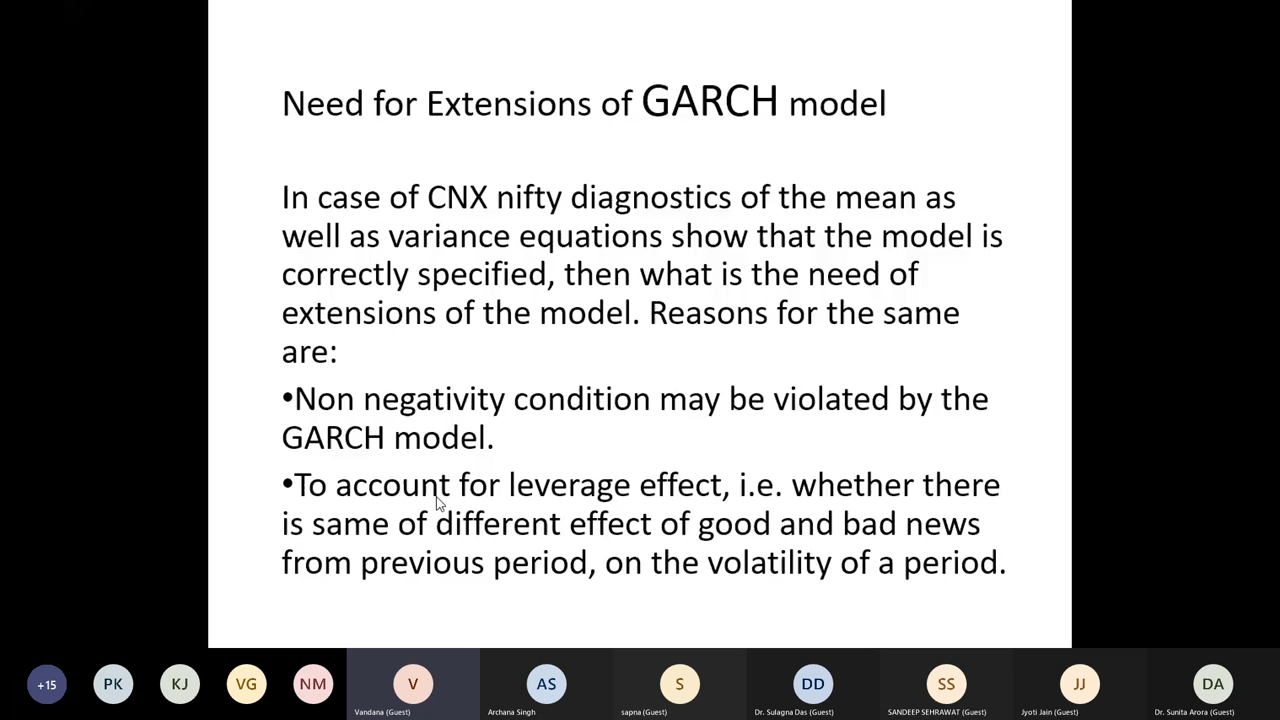 Need for Extensions of GARCH model
In case of CNX nifty diagnostics of the mean as
well as variance equations show that the model is
correctly specified, then what is the need of
extensions of the model. Reasons for the same
are:
•Non negativity condition may be violated by the
GARCH model.
•To account for leverage effect, i.e. whether there
is same of different effect of good and bad news
from previous period, on the volatility of a period.
+15 PK KJ VG NM V AS S DD SS JJ DA
Vandana (Guest) Archana Singh sapna (Guest) Dr. Sulagna Das (Guest) SANDEEP SEHRAWAT (Guest) Jyoti Jain (Guest) Dr. Sunita Arora (Guest)